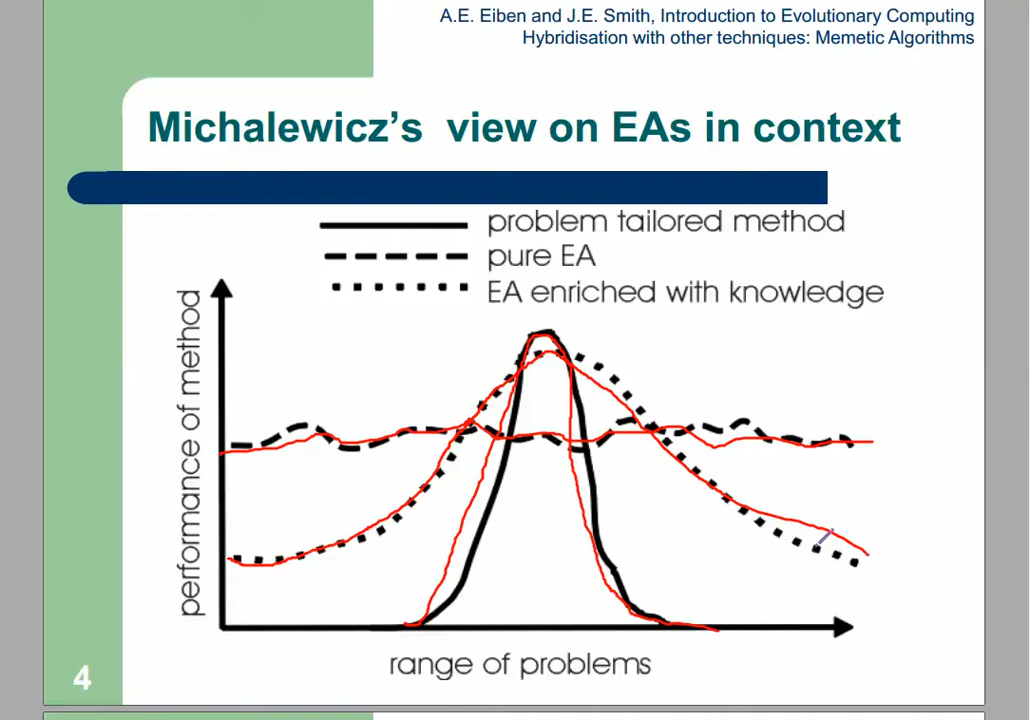 A.E. Eiben and J.E. Smith, Introduction to Evolutionary Computing
Hybridisation with other techniques: Memetic Algorithms
Michalewicz's view on EAs in context
problem tailored method
pure EA
EA enriched with knowledge
performance of method
range of problems
4